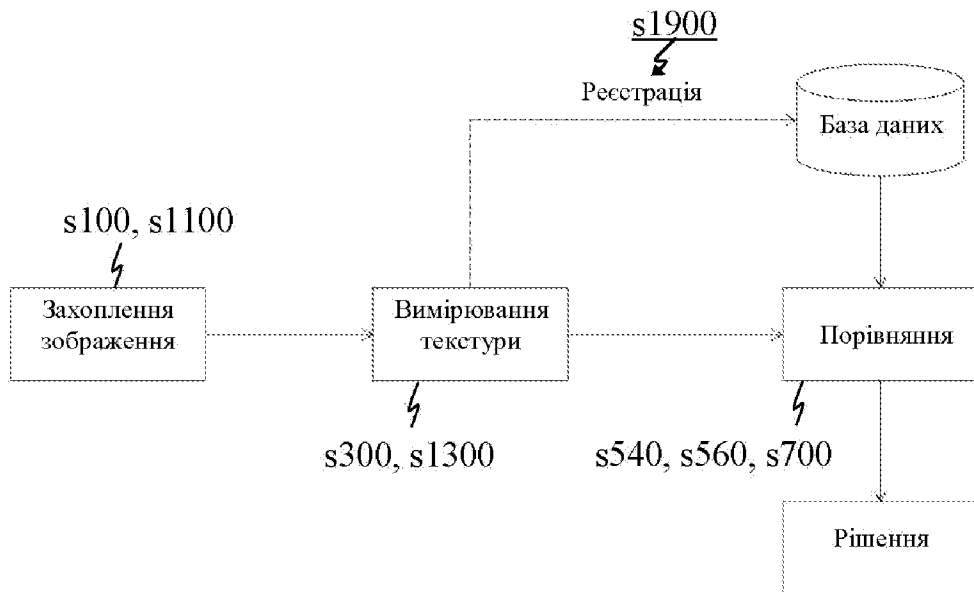 s1900
Реєстрація
База даних
s100, s1100
Захоплення
зображення
Вимірювання
текстури
Порівняння
s300, s1300
s540, s560, s700
Рішення